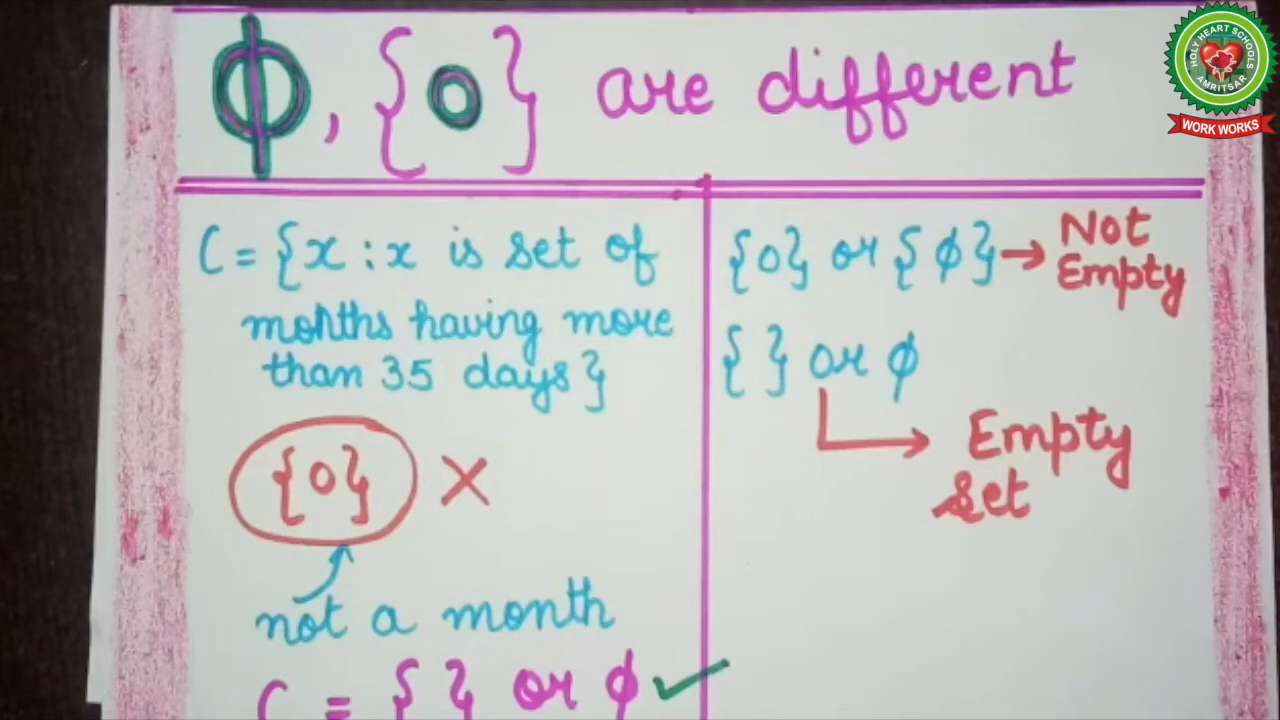 ϕ, {0} are different
C = {x : x is set of
months having more
than 35 days}
{0} ×
not a month
C = { } or ϕ ✓
{0} or {ϕ} → Not
Empty
{ } or ϕ
Empty
set
HOLY HEART SCHOOLS
AMRITSAR
WORK WORKS